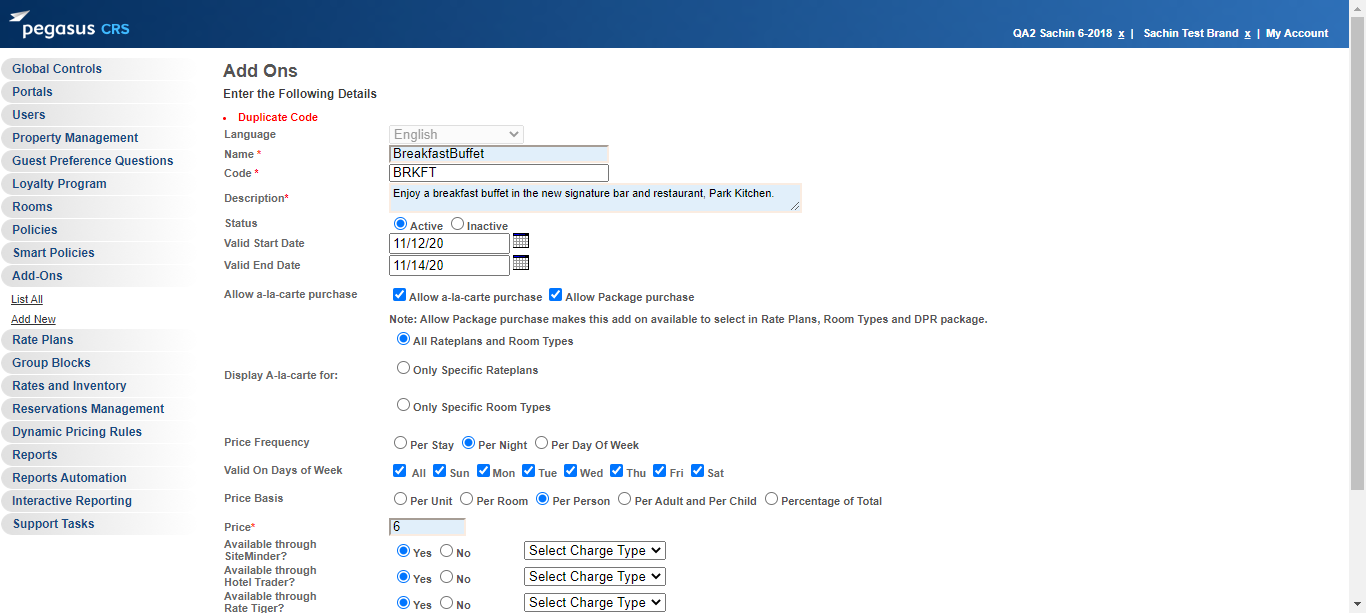 pegasus CRS
QA2 Sachin 6-2018 x | Sachin Test Brand x | My Account
Global Controls
Portals
Users
Property Management
Guest Preference Questions
Loyalty Program
Rooms
Policies
Smart Policies
Add-Ons
List All
Add New
Rate Plans
Group Blocks
Rates and Inventory
Reservations Management
Dynamic Pricing Rules
Reports
Reports Automation
Interactive Reporting
Support Tasks
Add Ons
Enter the Following Details
• Duplicate Code
Language English
Name * BreakfastBuffet
Code * BRKFT
Description* Enjoy a breakfast buffet in the new signature bar and restaurant, Park Kitchen.
Status Active Inactive
Valid Start Date 11/12/20
Valid End Date 11/14/20
Allow a-la-carte purchase Allow a-la-carte purchase Allow Package purchase
Note: Allow Package purchase makes this add on available to select in Rate Plans, Room Types and DPR package.
All Rateplans and Room Types
Display A-la-carte for: Only Specific Rateplans
Only Specific Room Types
Price Frequency Per Stay Per Night Per Day Of Week
Valid On Days of Week All Sun Mon Tue Wed Thu Fri Sat
Price Basis Per Unit Per Room Per Person Per Adult and Per Child Percentage of Total
Price* 6
Available through
SiteMinder? Yes No Select Charge Type
Available through
Hotel Trader? Yes No Select Charge Type
Available through
Rate Tiger? Yes No Select Charge Type